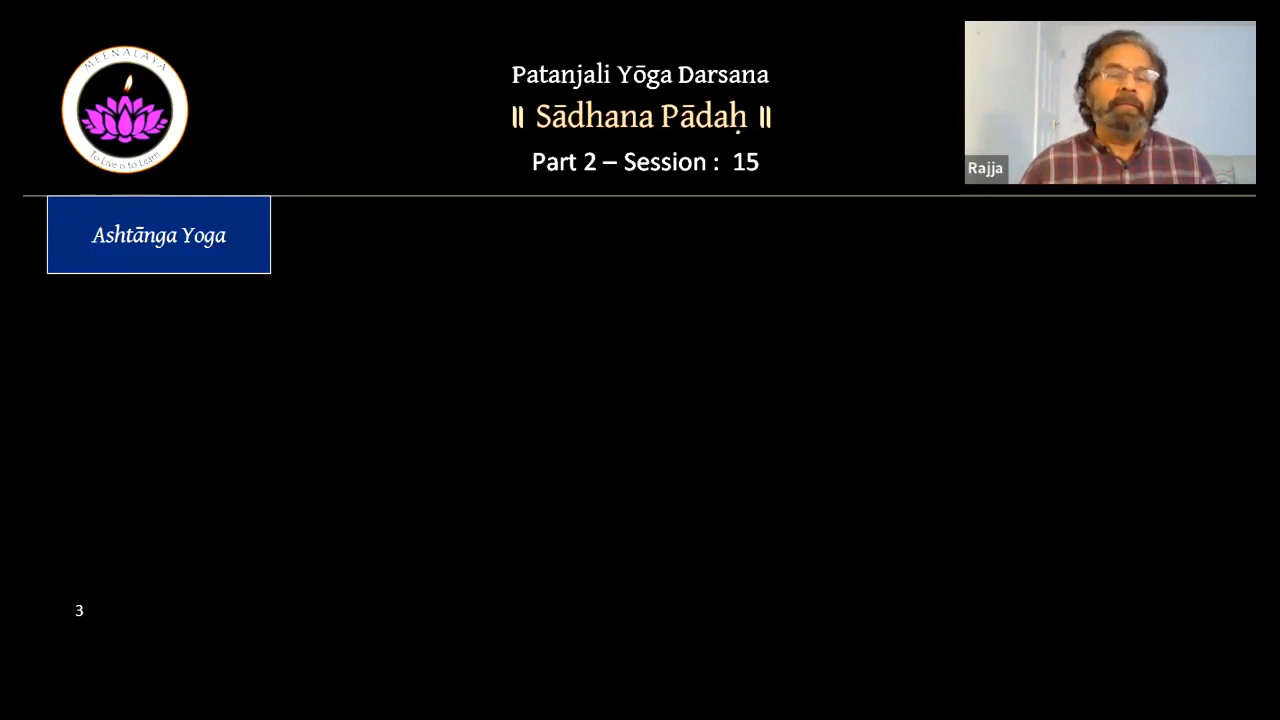 MEENALAYA
To Live is to Learn
Patanjali Yōga Darsana
॥ Sādhana Pādaḥ ॥
Part 2 – Session : 15
Rajja
Ashtānga Yoga
3